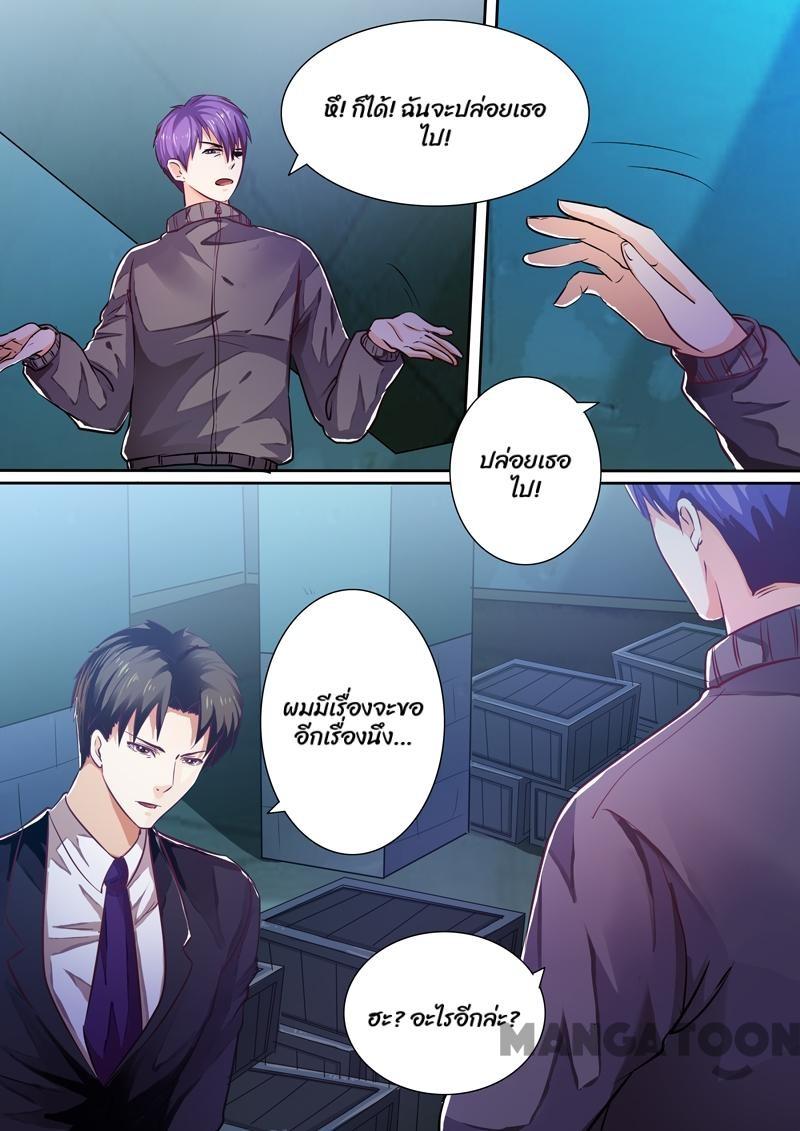 หึ! ก็ได้! ฉันจะปล่อยเธอ
ไป!
ปล่อยเธอ
ไป!
ผมมีเรื่องจะขอ
อีกเรื่องนึง...
ฮะ? อะไรอีกล่ะ?
MANGATOON